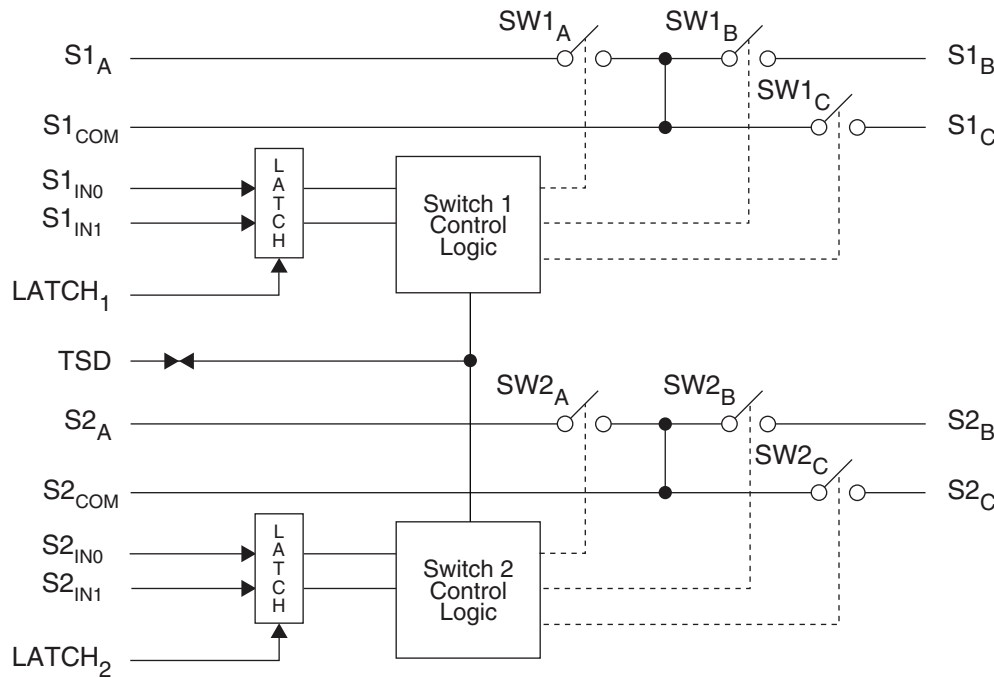 SW1A
SW1B
S1A
S1B
SW1C
S1COM
S1C
S1IN0
S1IN1
LATCH
Switch 1
Control
Logic
LATCH1
TSD
SW2A
SW2B
S2A
S2B
SW2C
S2COM
S2C
S2IN0
S2IN1
LATCH
Switch 2
Control
Logic
LATCH2